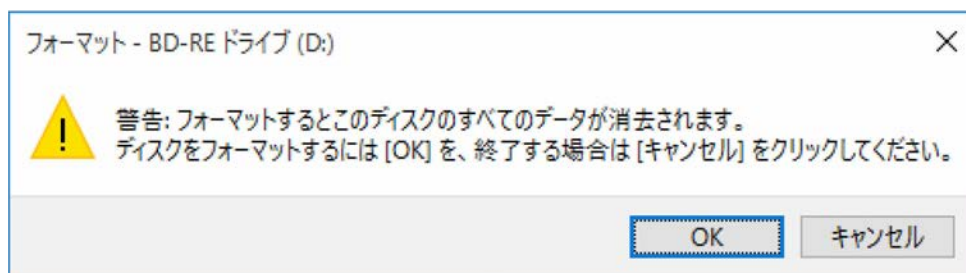 フォーマット - BD-RE ドライブ (D:)
警告: フォーマットするとこのディスクのすべてのデータが消去されます。
ディスクをフォーマットするには [OK] を、終了する場合は [キャンセル] をクリックしてください。
OK
キャンセル